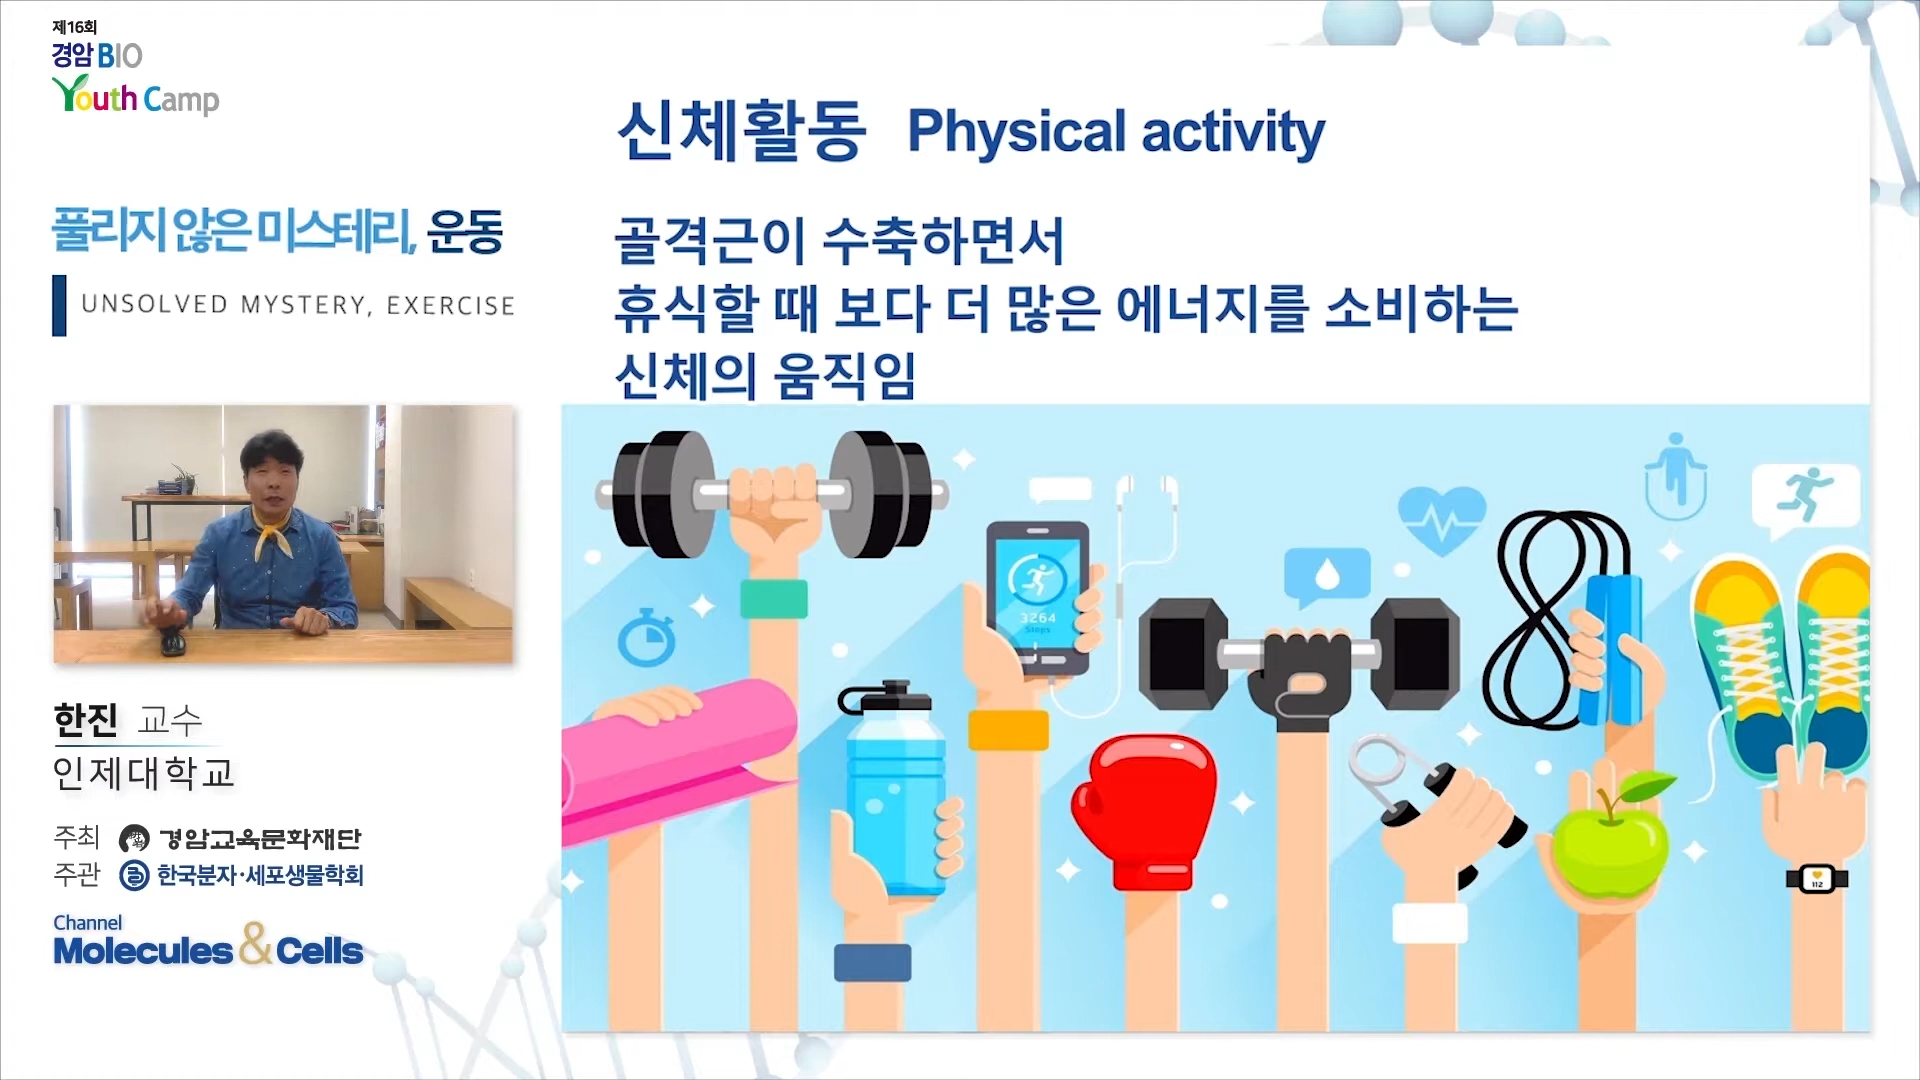 제16회
경암 BIO
Youth Camp
풀리지 않은 미스테리, 운동
UNSOLVED MYSTERY, EXERCISE
한진 교수
인제대학교
주최 경암교육문화재단
주관 한국분자·세포생물학회
Channel
Molecules & Cells
신체활동 Physical activity
골격근이 수축하면서
휴식할 때 보다 더 많은 에너지를 소비하는
신체의 움직임
3264
Steps
112